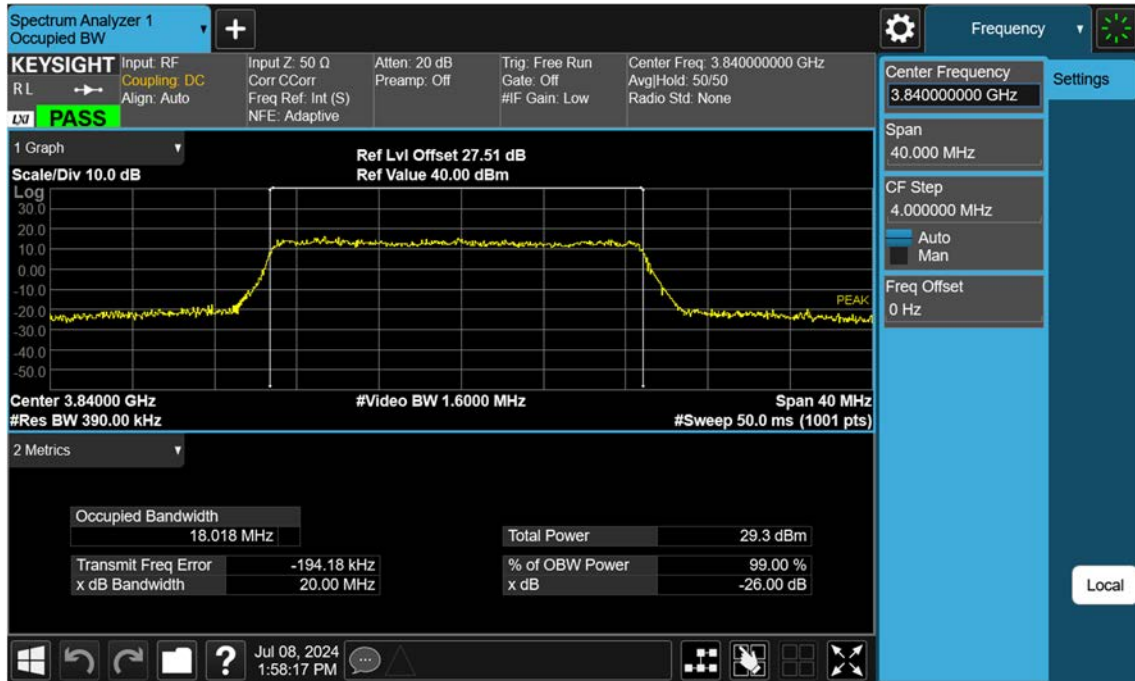 Spectrum Analyzer 1
Occupied BW
+
Frequency
KEYSIGHT
R L
LXI
PASS
Input: RF
Coupling: DC
Align: Auto
Input Z: 50 Ω
Corr CCorr
Freq Ref: Int (S)
NFE: Adaptive
Atten: 20 dB
Preamp: Off
Trig: Free Run
Gate: Off
#IF Gain: Low
Center Freq: 3.840000000 GHz
Avg|Hold: 50/50
Radio Std: None
Center Frequency
3.840000000 GHz
Settings
Span
40.000 MHz
CF Step
4.000000 MHz
Auto
Man
Freq Offset
0 Hz
Local
1 Graph
Scale/Div 10.0 dB
Ref Lvl Offset 27.51 dB
Ref Value 40.00 dBm
Log
30.0
20.0
10.0
0.00
-10.0
-20.0
-30.0
-40.0
-50.0
PEAK
Center 3.84000 GHz
#Video BW 1.6000 MHz
Span 40 MHz
#Res BW 390.00 kHz
#Sweep 50.0 ms (1001 pts)
2 Metrics
Occupied Bandwidth
18.018 MHz
Total Power 29.3 dBm
Transmit Freq Error -194.18 kHz
% of OBW Power 99.00 %
x dB Bandwidth 20.00 MHz
x dB -26.00 dB
?
Jul 08, 2024
1:58:17 PM